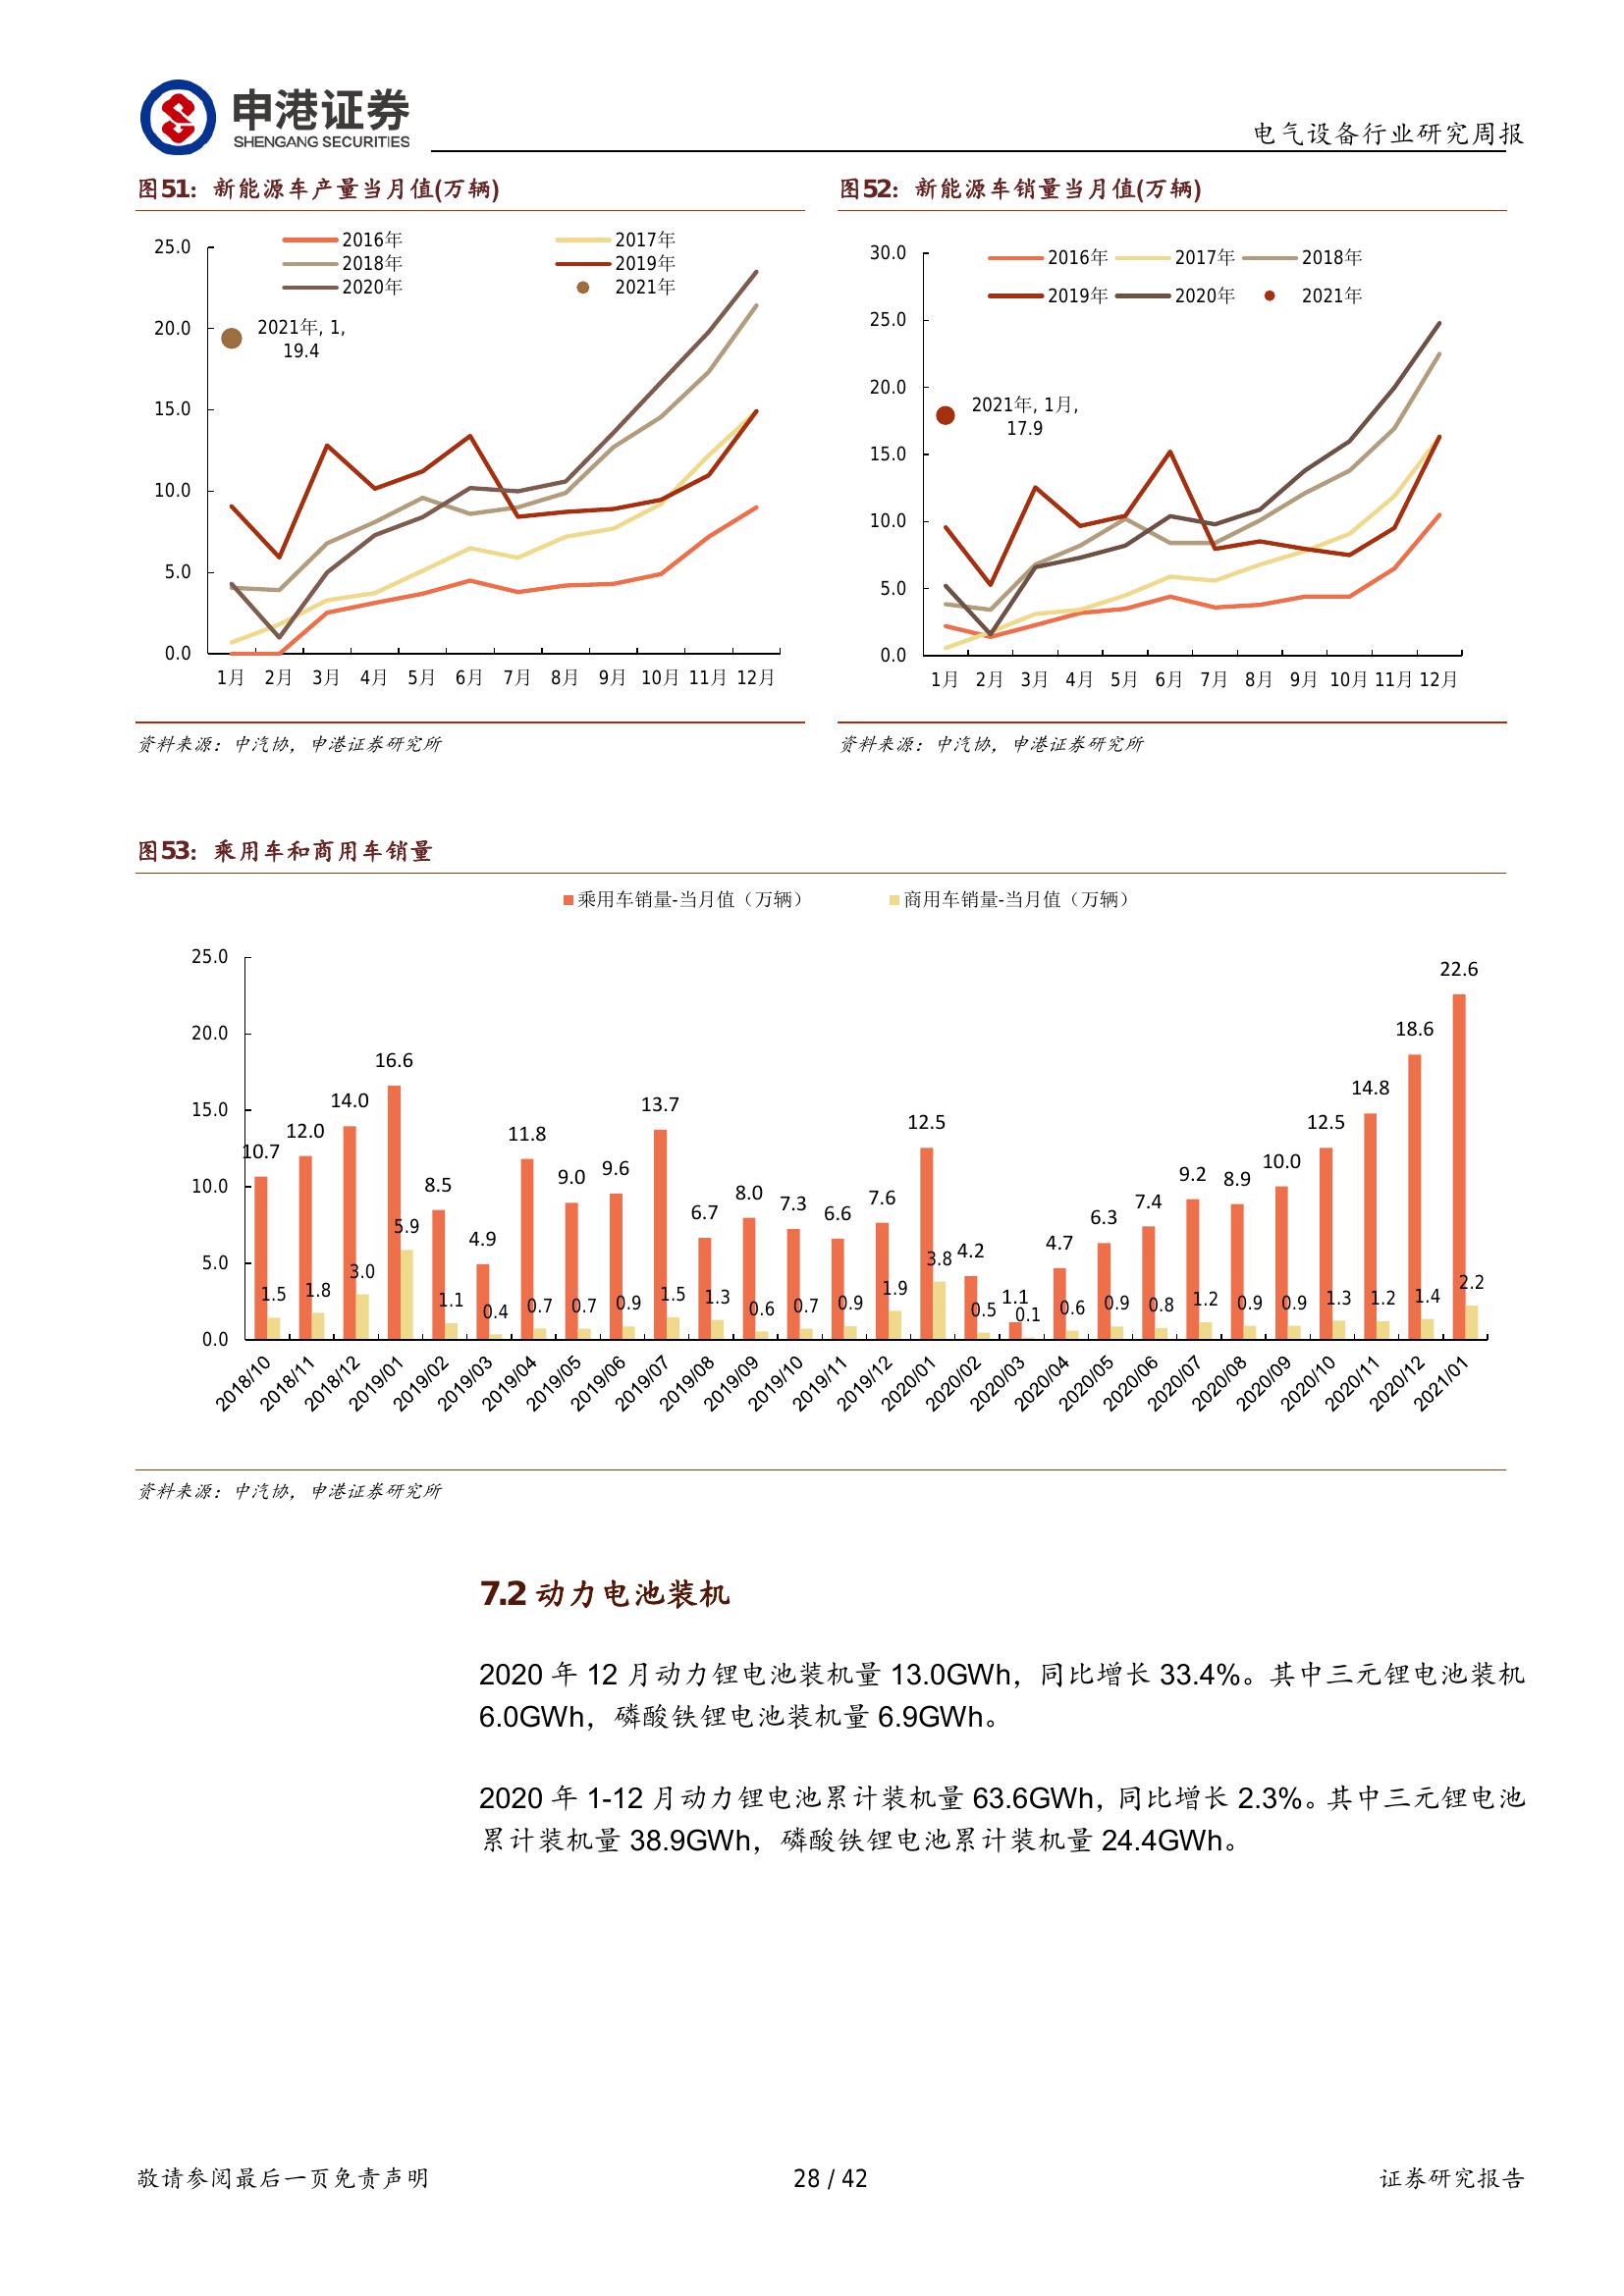 申港证券
SHENGANG SECURITIES
电气设备行业研究周报
图51：新能源车产量当月值(万辆)
2016年 2017年
2018年 2019年
2020年 2021年
25.0
20.0
15.0
10.0
5.0
0.0
2021年, 1,
19.4
1月 2月 3月 4月 5月 6月 7月 8月 9月 10月 11月 12月
资料来源：中汽协，申港证券研究所
图52：新能源车销量当月值(万辆)
2016年 2017年 2018年
2019年 2020年 2021年
30.0
25.0
20.0
15.0
10.0
5.0
0.0
2021年, 1月,
17.9
1月 2月 3月 4月 5月 6月 7月 8月 9月 10月 11月 12月
资料来源：中汽协，申港证券研究所
图53：乘用车和商用车销量
乘用车销量-当月值（万辆） 商用车销量-当月值（万辆）
25.0
20.0
15.0
10.0
5.0
0.0
10.7 12.0 14.0 16.6 8.5 4.9 11.8 9.0 9.6 13.7 6.7 8.0 7.3 6.6 7.6 12.5 4.2 1.1 4.7 6.3 7.4 9.2 8.9 10.0 12.5 14.8 18.6 22.6
1.5 1.8 3.0 5.9 1.1 0.4 0.7 0.7 0.9 1.5 1.3 0.6 0.7 0.9 1.9 3.8 0.5 0.1 0.6 0.9 0.8 1.2 0.9 0.9 1.3 1.2 1.4 2.2
2018/10 2018/11 2018/12 2019/01 2019/02 2019/03 2019/04 2019/05 2019/06 2019/07 2019/08 2019/09 2019/10 2019/11 2019/12 2020/01 2020/02 2020/03 2020/04 2020/05 2020/06 2020/07 2020/08 2020/09 2020/10 2020/11 2020/12 2021/01
资料来源：中汽协，申港证券研究所
7.2 动力电池装机
2020 年 12 月动力锂电池装机量 13.0GWh，同比增长 33.4%。其中三元锂电池装机
6.0GWh，磷酸铁锂电池装机量 6.9GWh。
2020 年 1-12 月动力锂电池累计装机量 63.6GWh，同比增长 2.3%。其中三元锂电池
累计装机量 38.9GWh，磷酸铁锂电池累计装机量 24.4GWh。
敬请参阅最后一页免责声明
28 / 42
证券研究报告